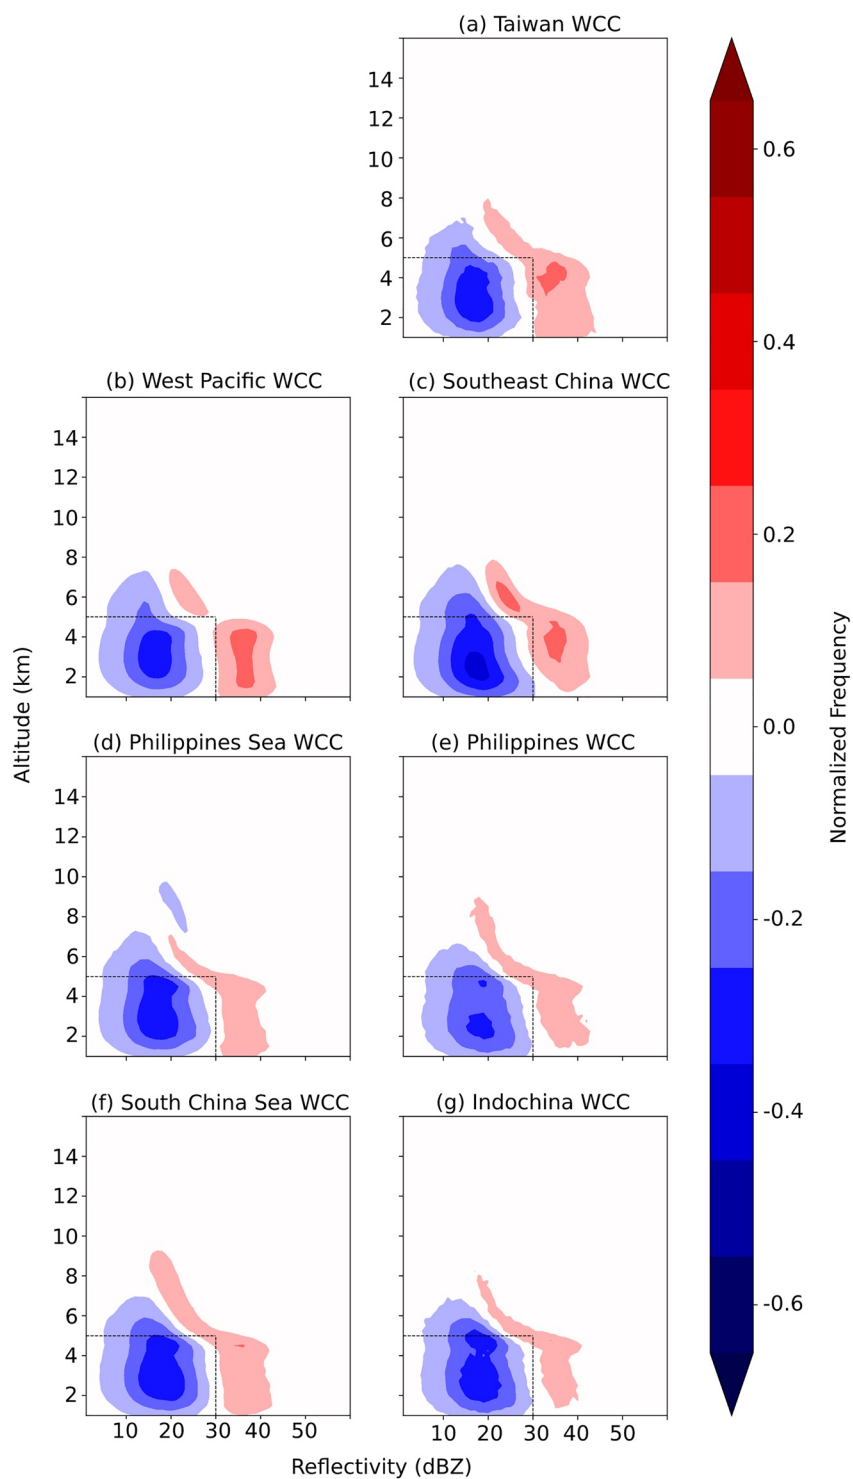 (a) Taiwan WCC
14
12
10
8
6
4
2
(b) West Pacific WCC
(c) Southeast China WCC
14
12
10
8
6
4
2
(d) Philippines Sea WCC
(e) Philippines WCC
14
12
10
8
6
4
2
(f) South China Sea WCC
(g) Indochina WCC
14
12
10
8
6
4
2
10 20 30 40 50
10 20 30 40 50
Altitude (km)
Reflectivity (dBZ)
0.6
0.4
0.2
0.0
-0.2
-0.4
-0.6
Normalized Frequency